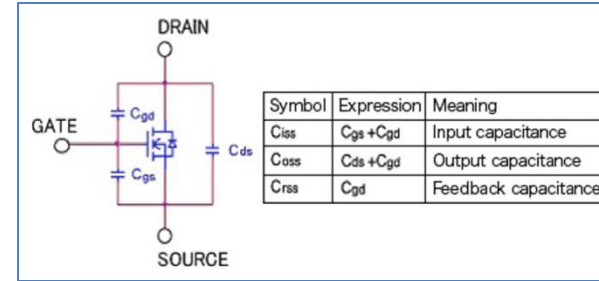 DRAIN
GATE
Cgd
Cgs
Cds
SOURCE
Symbol Expression Meaning
Ciss Cgs +Cgd Input capacitance
Coss Cds +Cgd Output capacitance
Crss Cgd Feedback capacitance